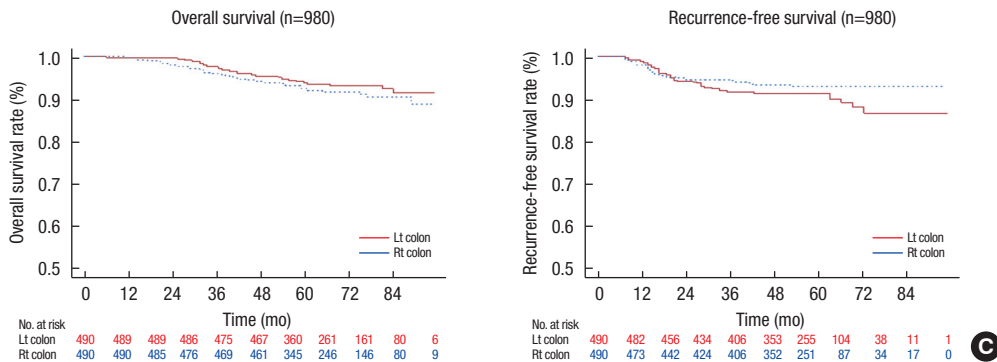 Overall survival (n=980)
Overall survival rate (%)
1.0
0.9
0.8
0.7
0.6
0.5
Lt colon
Rt colon
0 12 24 36 48 60 72 84
Time (mo)
No. at risk
Lt colon 490 489 489 486 475 467 360 261 161 80 6
Rt colon 490 490 485 476 469 461 345 246 146 80 9
Recurrence-free survival (n=980)
Recurrence-free survival rate (%)
1.0
0.9
0.8
0.7
0.6
0.5
Lt colon
Rt colon
0 12 24 36 48 60 72 84
Time (mo)
No. at risk
Lt colon 490 482 456 434 406 353 255 104 38 11 1
Rt colon 490 473 442 424 406 352 251 87 34 17 0
C